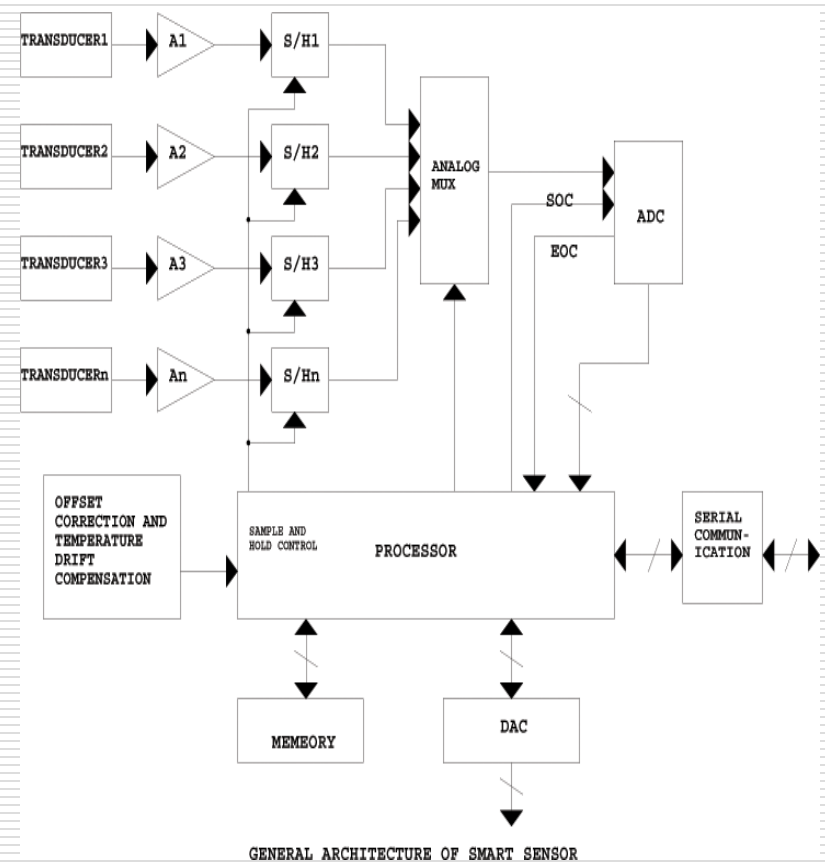 TRANSDUCER1
A1
S/H1
TRANSDUCER2
A2
S/H2
ANALOG
MUX
SOC
ADC
EOC
TRANSDUCER3
A3
S/H3
TRANSDUCERn
An
S/Hn
OFFSET
CORRECTION AND
TEMPERATURE
DRIFT
COMPENSATION
SAMPLE AND
HOLD CONTROL
PROCESSOR
SERIAL
COMMUN-
ICATION
MEMEORY
DAC
GENERAL ARCHITECTURE OF SMART SENSOR